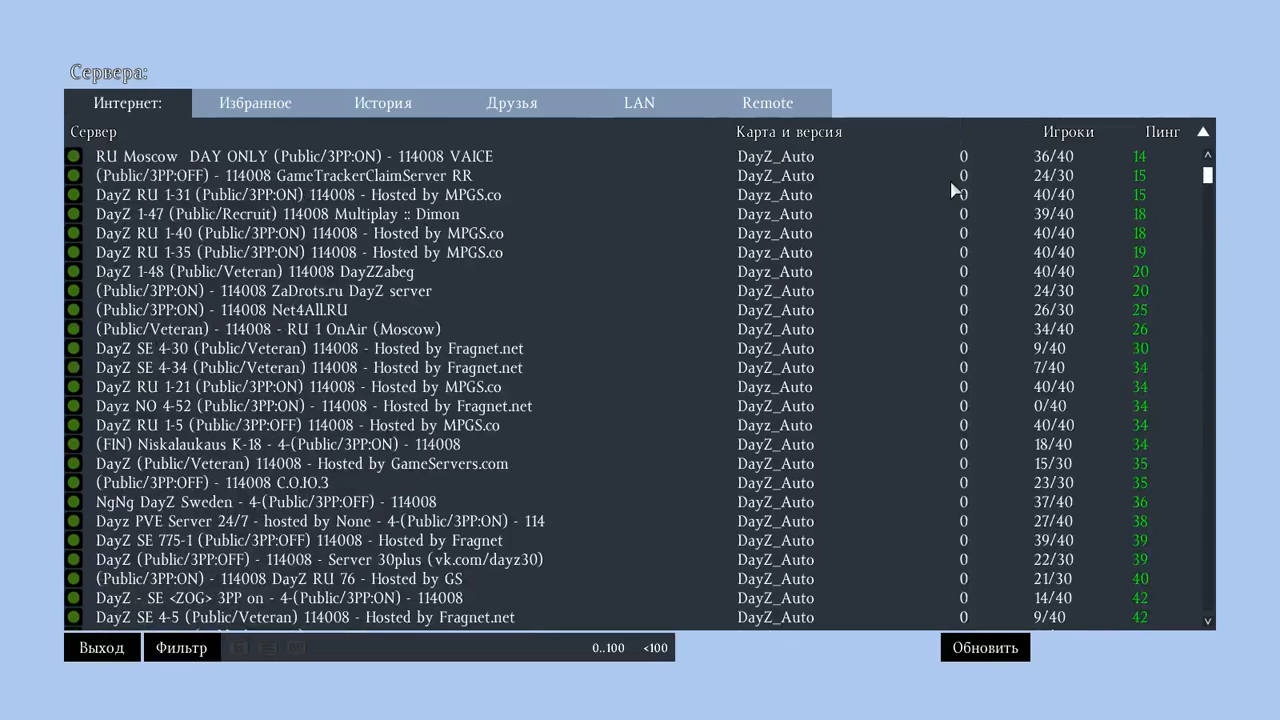 Сервера:
Интернет: Избранное История Друзья LAN Remote
Сервер Карта и версия Игроки Пинг
RU Moscow DAY ONLY (Public/3PP:ON) - 114008 VAICE DayZ_Auto 0 36/40 14
(Public/3PP:OFF) - 114008 GameTrackerClaimServer RR DayZ_Auto 0 24/30 15
DayZ RU 1-31 (Public/3PP:ON) 114008 - Hosted by MPGS.co Dayz_Auto 0 40/40 15
DayZ 1-47 (Public/Recruit) 114008 Multiplay :: Dimon DayZ_Auto 0 39/40 18
DayZ RU 1-40 (Public/3PP:ON) 114008 - Hosted by MPGS.co DayZ_Auto 0 40/40 18
DayZ RU 1-35 (Public/3PP:ON) 114008 - Hosted by MPGS.co DayZ_Auto 0 40/40 19
DayZ 1-48 (Public/Veteran) 114008 DayZZabeg DayZ_Auto 0 40/40 20
(Public/3PP:ON) - 114008 ZaDrots.ru DayZ server DayZ_Auto 0 24/30 20
(Public/3PP:ON) - 114008 Net4All.RU DayZ_Auto 0 26/30 25
(Public/Veteran) - 114008 - RU 1 OnAir (Moscow) DayZ_Auto 0 34/40 26
DayZ SE 4-30 (Public/Veteran) 114008 - Hosted by Fragnet.net DayZ_Auto 0 9/40 30
DayZ SE 4-34 (Public/Veteran) 114008 - Hosted by Fragnet.net DayZ_Auto 0 7/40 34
DayZ RU 1-21 (Public/3PP:ON) 114008 - Hosted by MPGS.co DayZ_Auto 0 40/40 34
Dayz NO 4-52 (Public/3PP:ON) - 114008 - Hosted by Fragnet.net DayZ_Auto 0 0/40 34
DayZ RU 1-5 (Public/3PP:OFF) 114008 - Hosted by MPGS.co DayZ_Auto 0 40/40 34
(FIN) Niskalaukaus K-18 - 4-(Public/3PP:ON) - 114008 DayZ_Auto 0 18/40 34
DayZ (Public/Veteran) 114008 - Hosted by GameServers.com DayZ_Auto 0 15/30 35
(Public/3PP:OFF) - 114008 C.O.IO.3 DayZ_Auto 0 23/30 35
NgNg DayZ Sweden - 4-(Public/3PP:OFF) - 114008 DayZ_Auto 0 37/40 36
Dayz PVE Server 24/7 - hosted by None - 4-(Public/3PP:ON) - 114 DayZ_Auto 0 27/40 38
DayZ SE 775-1 (Public/3PP:OFF) 114008 - Hosted by Fragnet DayZ_Auto 0 39/40 39
DayZ (Public/3PP:OFF) - 114008 - Server 30plus (vk.com/dayz30) DayZ_Auto 0 22/30 39
(Public/3PP:ON) - 114008 DayZ RU 76 - Hosted by GS DayZ_Auto 0 21/30 40
DayZ - SE <ZOG> 3PP on - 4-(Public/3PP:ON) - 114008 DayZ_Auto 0 14/40 42
DayZ SE 4-5 (Public/Veteran) 114008 - Hosted by Fragnet.net DayZ_Auto 0 9/40 42
Выход Фильтр 0..100 <100 Обновить